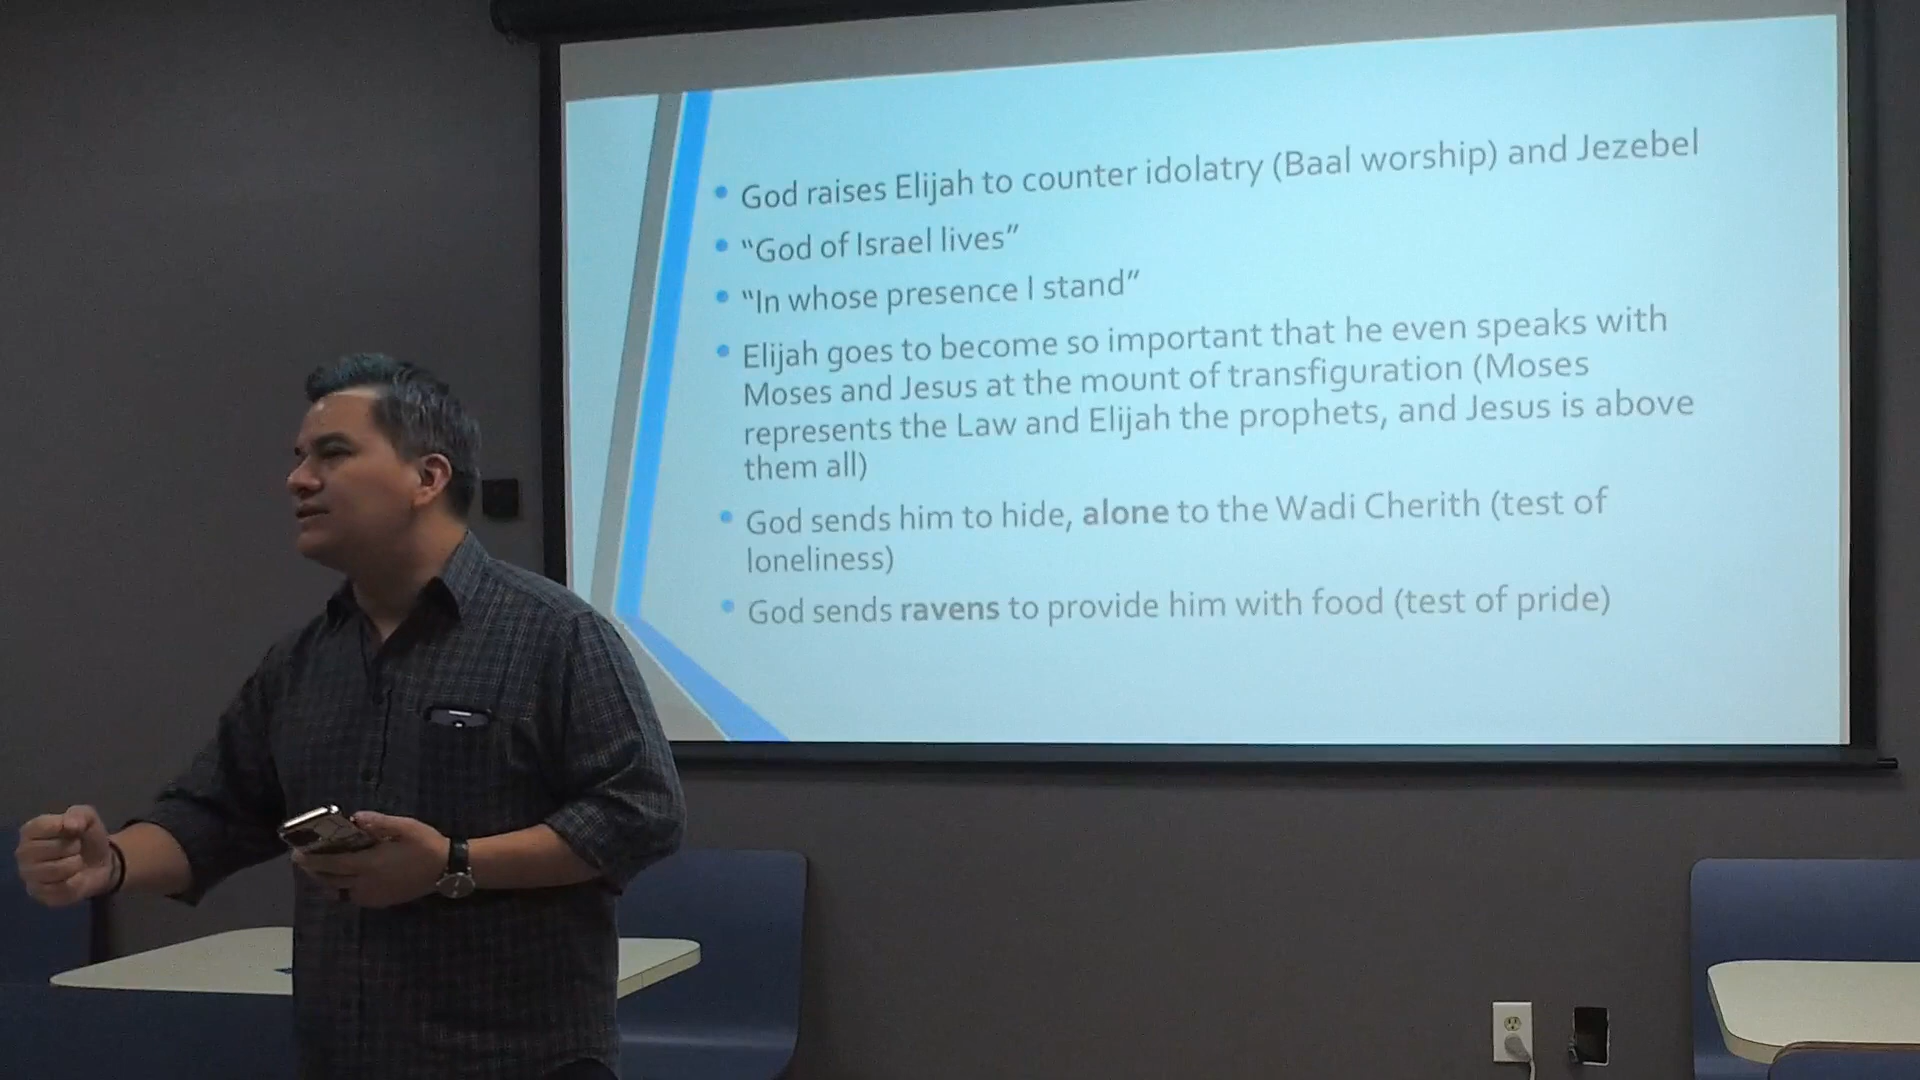 • God raises Elijah to counter idolatry (Baal worship) and Jezebel
• “God of Israel lives”
• “In whose presence I stand”
• Elijah goes to become so important that he even speaks with
Moses and Jesus at the mount of transfiguration (Moses
represents the Law and Elijah the prophets, and Jesus is above
them all)
• God sends him to hide, alone to the Wadi Cherith (test of
loneliness)
• God sends ravens to provide him with food (test of pride)